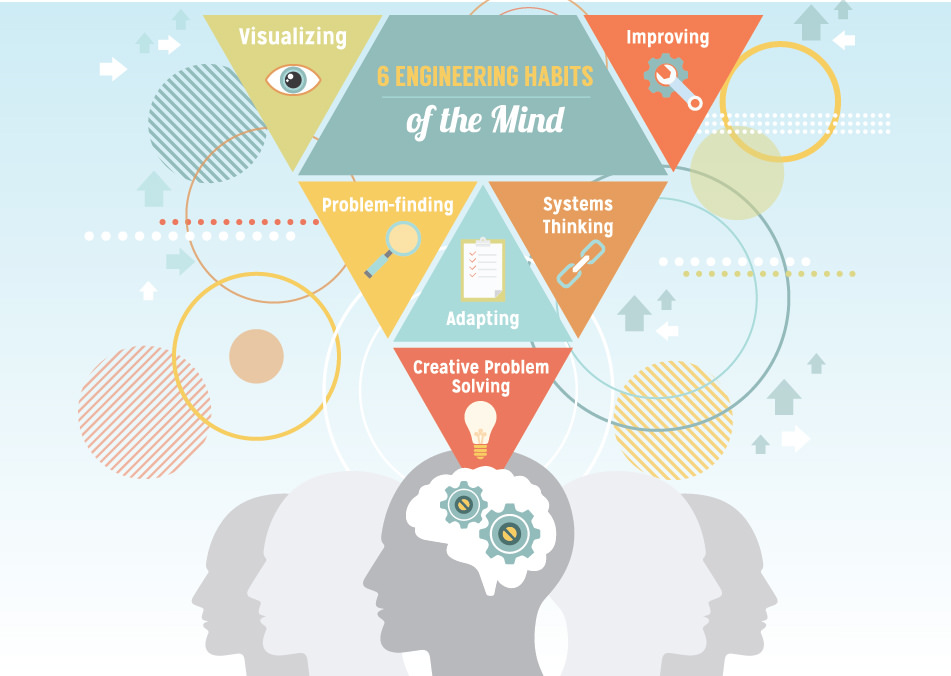 Visualizing
6 ENGINEERING HABITS
of the Mind
Improving
Problem-finding
Systems
Thinking
Adapting
Creative Problem
Solving